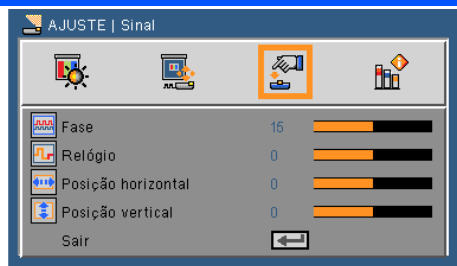 AJUSTE | Sinal
Fase 15
Relógio 0
Posição horizontal 0
Posição vertical 0
Sair